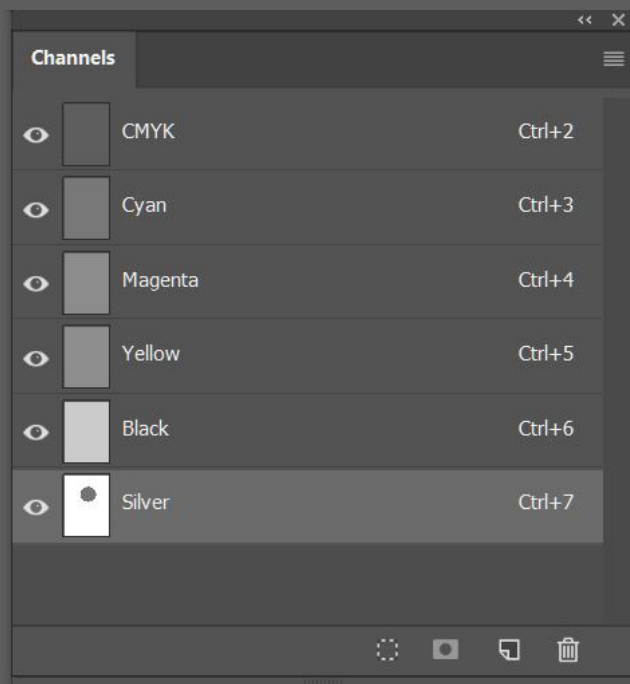 Channels
CMYK Ctrl+2
Cyan Ctrl+3
Magenta Ctrl+4
Yellow Ctrl+5
Black Ctrl+6
Silver Ctrl+7